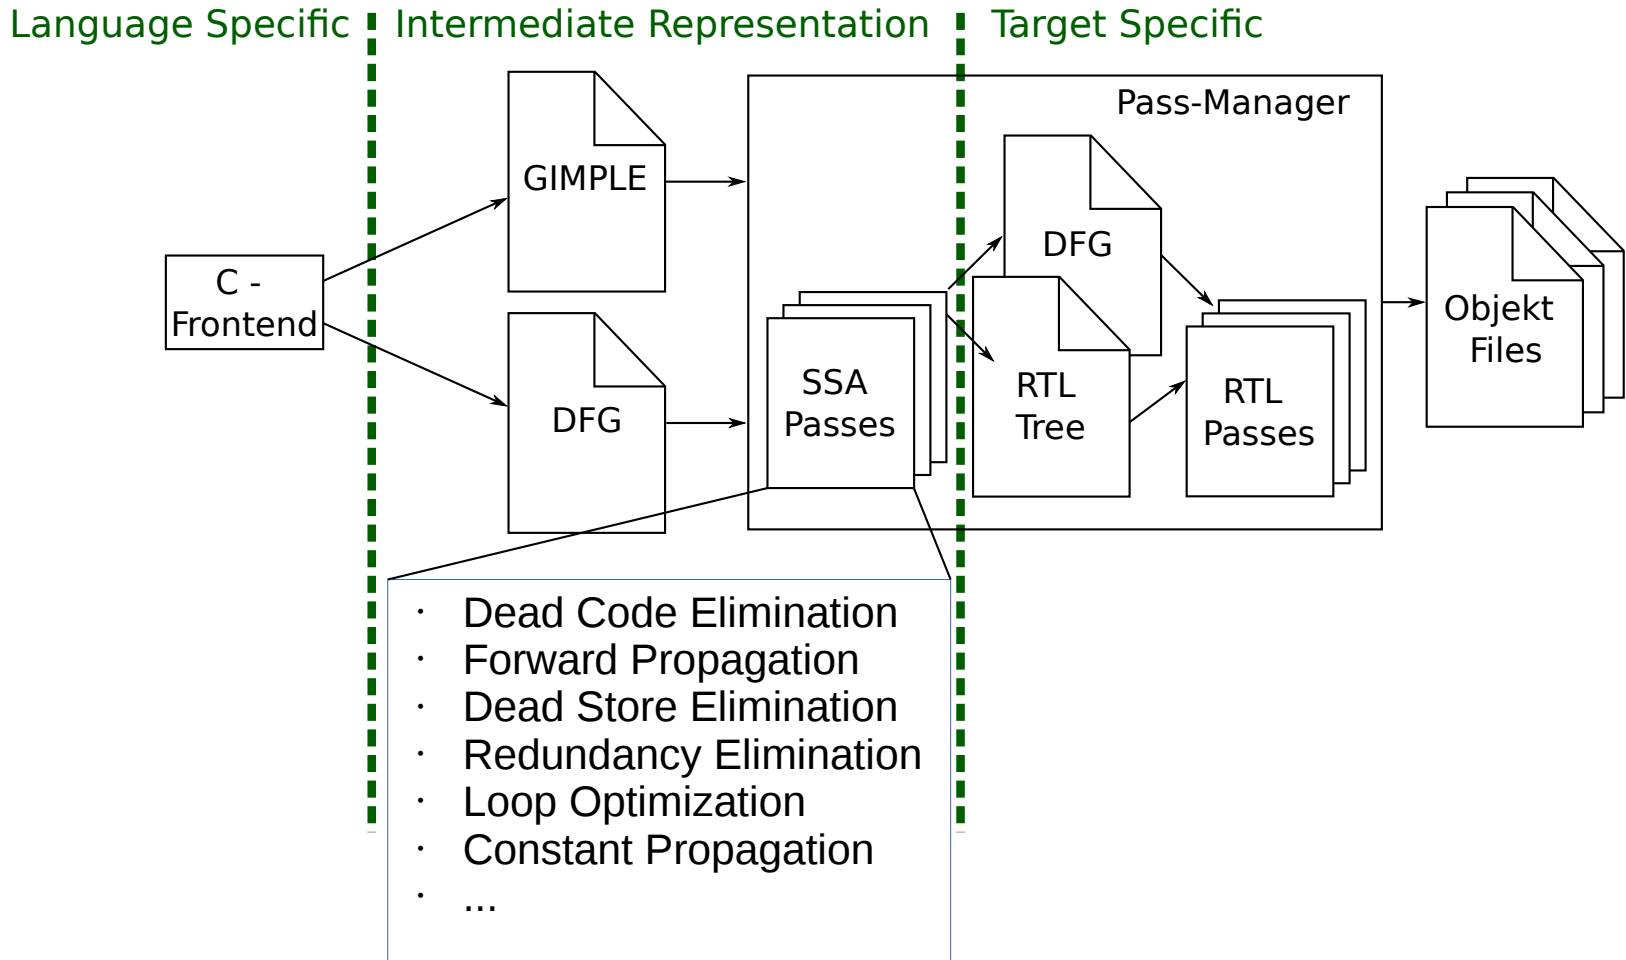 Language Specific
Intermediate Representation
Target Specific
Pass-Manager
GIMPLE
C -
Frontend
DFG
DFG
SSA
Passes
RTL
Tree
RTL
Passes
Objekt
Files
· Dead Code Elimination
· Forward Propagation
· Dead Store Elimination
· Redundancy Elimination
· Loop Optimization
· Constant Propagation
· ...